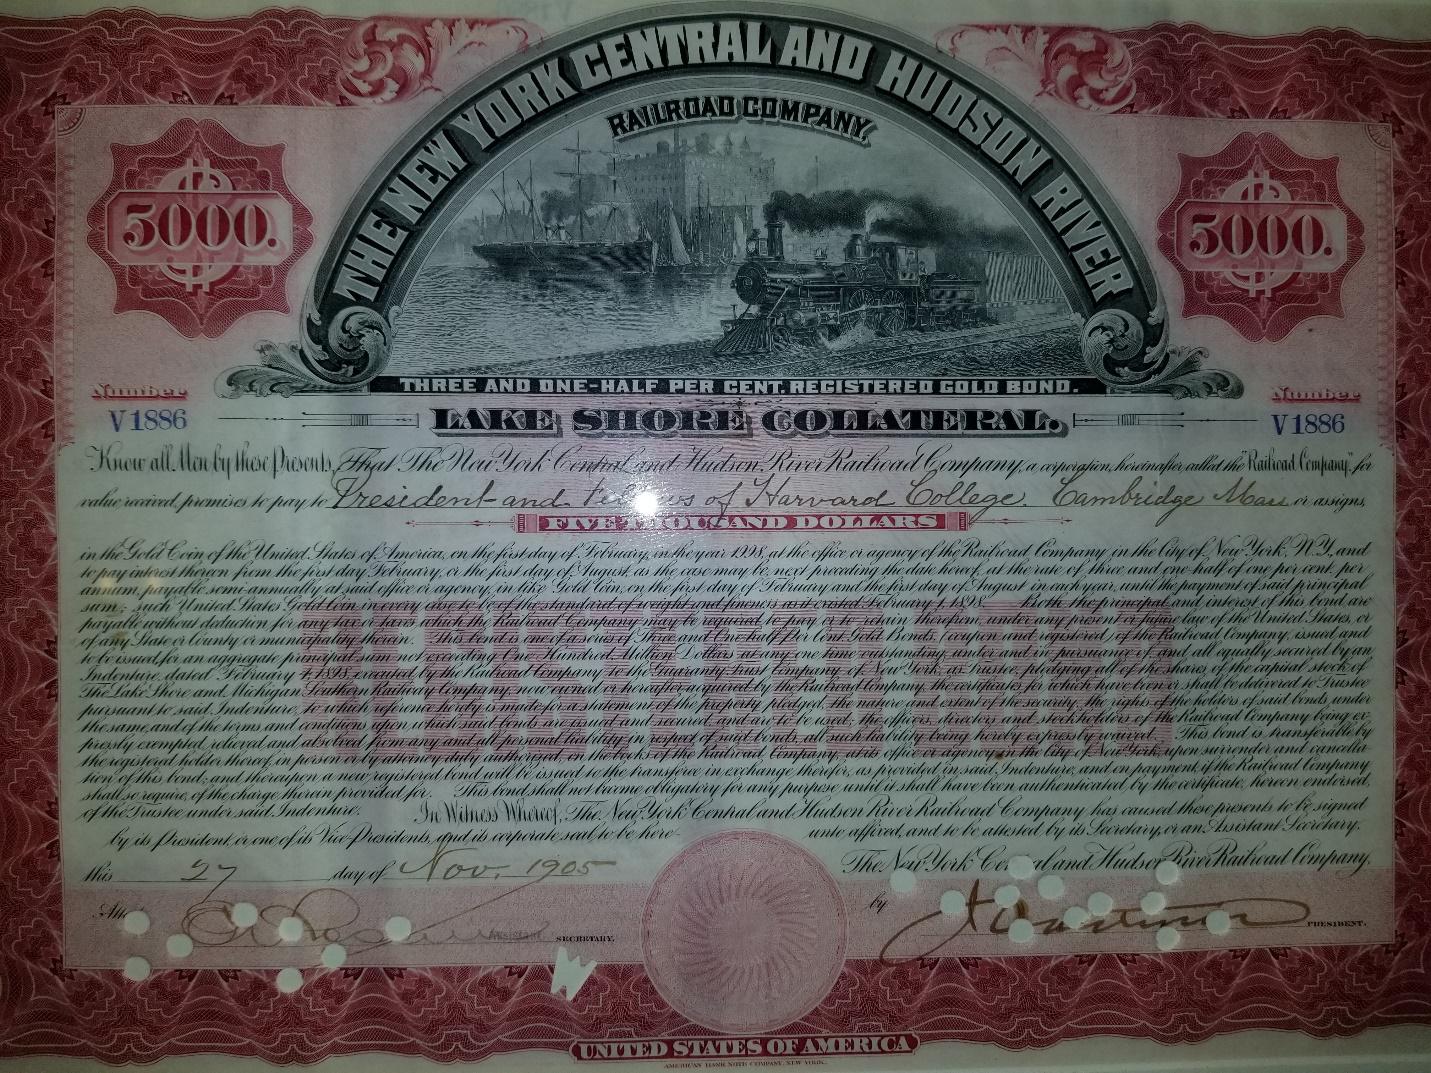 THE NEW YORK CENTRAL AND HUDSON RIVER
RAILROAD COMPANY.
5000.
5000.
THREE AND ONE-HALF PER CENT. REGISTERED GOLD BOND.
Number
Number
V1886
LAKE SHORE COLLATERAL.
V1886
Know all Men by these Presents, That The New York Central and Hudson River Railroad Company, a corporation, hereinafter called the "Railroad Company", for
value received, promises to pay to President and Fellows of Harvard College. Cambridge Mass or assigns,
FIVE THOUSAND DOLLARS
in the Gold Coin of the United States of America, on the first day of February, in the year 1998, at the office or agency of the Railroad Company, in the City of New York, N.Y., and
to pay interest thereon from the first day February, or the first day of August, as the case may be, next preceding the date hereof, at the rate of three and one half of one per cent. per
annum, payable semi-annually at said office or agency, in like Gold Coin, on the first day of February and the first day of August in each year, until the payment of said principal
sum; such United States Gold Coin in every case to be of the standard of weight and fineness as it existed February 1, 1898. Both the principal and interest of this bond are
payable without deduction for any tax or taxes which the Railroad Company may be required to pay or to retain therefrom, under any present or future law of the United States, or
of any State or County or municipality therein. This bond is one of a series of Three and One Half Per Cent Gold Bonds, (coupon and registered) of the Railroad Company, issued and
to be issued for an aggregate principal sum not exceeding One Hundred Million Dollars at any one time outstanding, under and in pursuance of, and all equally secured by an
Indenture, dated February 4, 1898, executed by the Railroad Company to the Guaranty Trust Company of New York, as Trustee, pledging all of the shares of the capital stock of
The Lake Shore and Michigan Southern Railway Company now owned or hereafter acquired by the Railroad Company, the certificates for which have been or shall be delivered to Trustee
pursuant to said Indenture, to which reference hereby is made for a statement of the property pledged, the nature and extent of the security, the rights of the holders of said bonds under
the same, and of the terms and conditions upon which said bonds are issued and secured, and are to be used; the officers, directors and stockholders of the Railroad Company being ex-
pressly exempted, relieved and absolved from any and all personal liability in respect of said bonds, all such liability being hereby expressly waived. This bond is transferable by
the registered holder thereof, in person or by attorney duly authorized, on the books of the Railroad Company, at its office or agency in the City of New York, upon surrender and cancella-
tion of this bond; and thereupon a new registered bond will be issued to the transferee in exchange therefor, as provided in said Indenture, and on payment, if the Railroad Company
shall so require, of the charge therein provided for. This bond shall not become obligatory for any purpose until it shall have been authenticated by the certificate, hereon endorsed,
of the Trustee under said Indenture. In Witness Whereof, The New York Central and Hudson River Railroad Company has caused these presents to be signed
by its President, or one of its Vice-Presidents, and its corporate seal to be here-unto affixed, and to be attested by its Secretary, or an Assistant Secretary,
this 27 day of Nov. 1905
The New York Central and Hudson River Railroad Company,
Attest
Assistant SECRETARY.
by
PRESIDENT.
REGISTERED
UNITED STATES OF AMERICA
AMERICAN BANK NOTE COMPANY, NEW YORK.